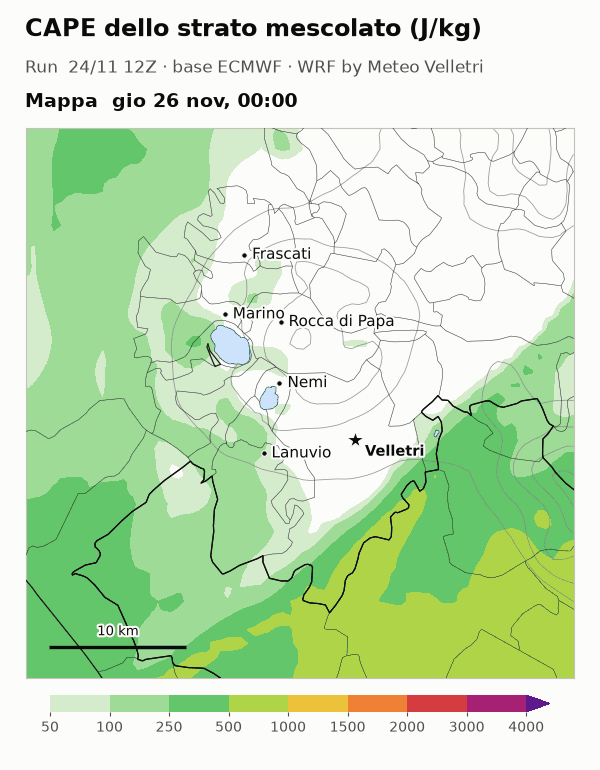 CAPE dello strato mescolato (J/kg)
Run  24/11 12Z · base ECMWF · WRF by Meteo Velletri
Mappa  gio 26 nov, 00:00
Frascati
Marino
Rocca di Papa
Nemi
Velletri
Lanuvio
10 km
50 100 250 500 1000 1500 2000 3000 4000